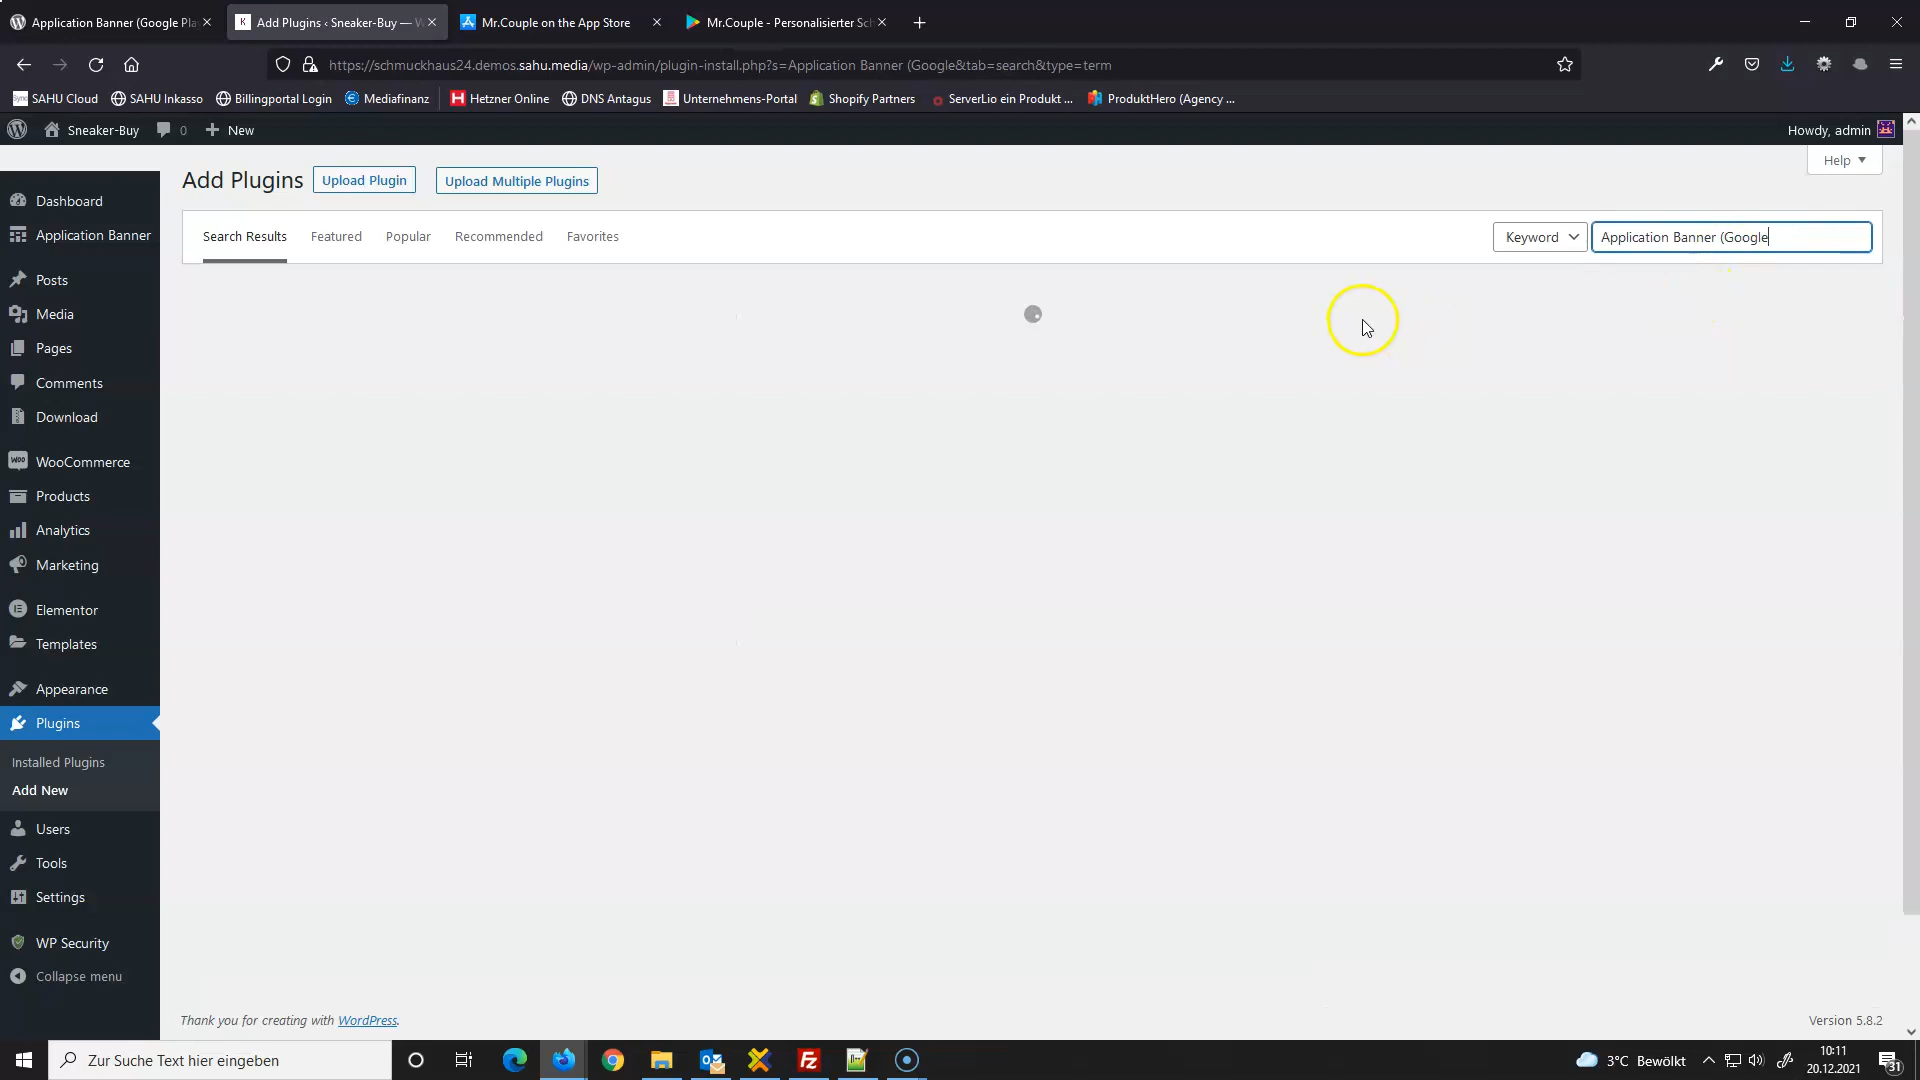 Application Banner (Google Pla
Add Plugins ‹ Sneaker-Buy — W
Mr.Couple on the App Store
Mr.Couple - Personalisierter Sch
https://schmuckhaus24.demos.sahu.media/wp-admin/plugin-install.php?s=Application Banner (Google&tab=search&type=term
SAHU Cloud
SAHU Inkasso
Billingportal Login
Mediafinanz
Hetzner Online
DNS Antagus
Unternehmens-Portal
Shopify Partners
ServerLio ein Produkt ...
ProduktHero (Agency ...
Sneaker-Buy
0
New
Howdy, admin
Help
Add Plugins
Upload Plugin
Upload Multiple Plugins
Search Results
Featured
Popular
Recommended
Favorites
Keyword
Application Banner (Google
Dashboard
Application Banner
Posts
Media
Pages
Comments
Download
WooCommerce
Products
Analytics
Marketing
Elementor
Templates
Appearance
Plugins
Installed Plugins
Add New
Users
Tools
Settings
WP Security
Collapse menu
Thank you for creating with WordPress.
Version 5.8.2
Zur Suche Text hier eingeben
3°C Bewölkt
10:11
20.12.2021
31